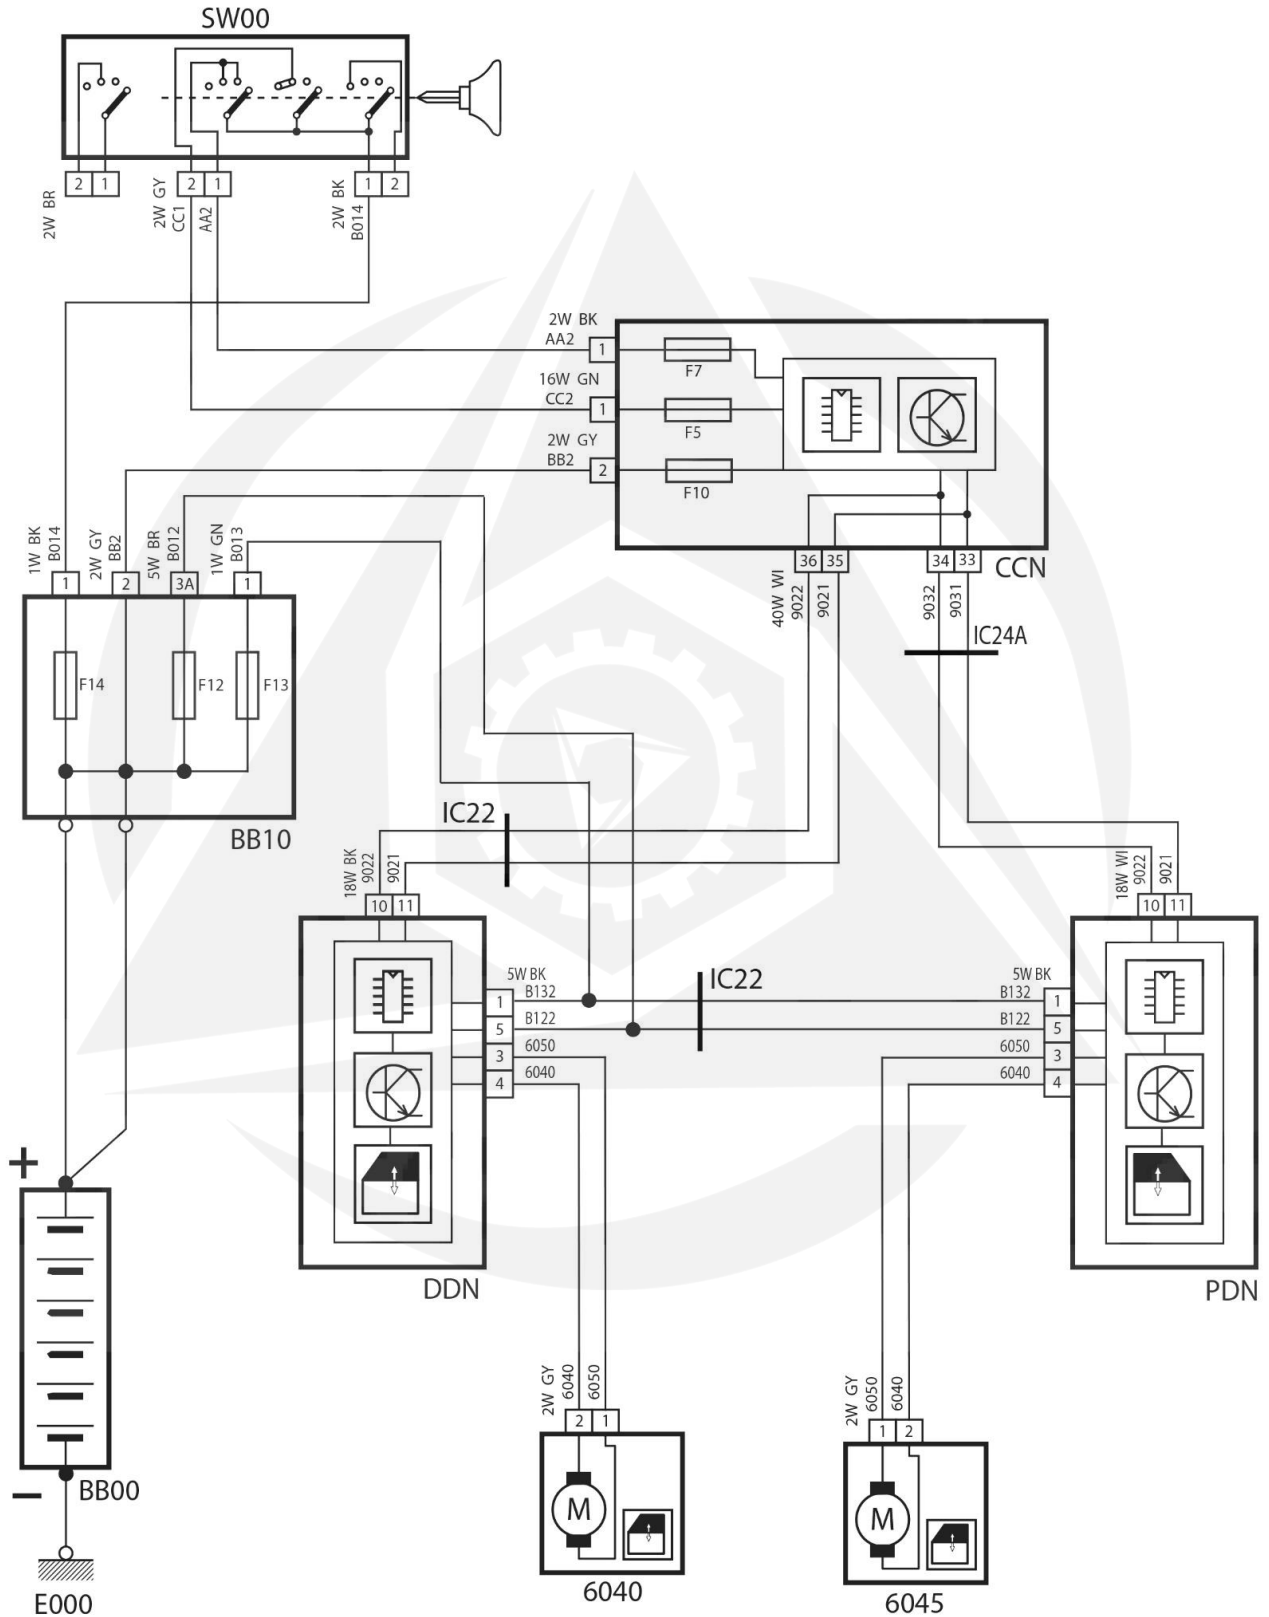 SW00
2 1
2 1
1 2
2W BR
2W GY
CC1
AA2
2W BK
B014
2W BK
AA2
1
F7
16W GN
CC2
1
F5
2W GY
BB2
2
F10
36 35
34 33
CCN
40W WI
9022
9021
9032
9031
IC24A
1W BK
B014
2W GY
BB2
5W BR
B012
1W GN
B013
1
2
3A
1
F14
F12
F13
BB10
IC22
18W BK
9022
9021
10 11
18W WI
9022
9021
10 11
5W BK
B132
1
B122
5
6050
3
6040
4
IC22
5W BK
B132
1
B122
5
6050
3
6040
4
DDN
PDN
+
−
BB00
E000
2W GY
6040
6050
2 1
M
6040
2W GY
6050
6040
1 2
M
6045